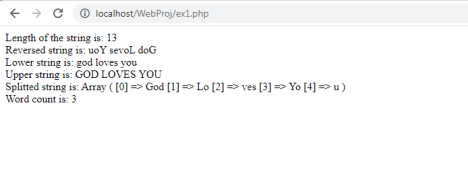 localhost/WebProj/ex1.php
Length of the string is: 13
Reversed string is: uoY sevoL doG
Lower string is: god loves you
Upper string is: GOD LOVES YOU
Splitted string is: Array ( [0] => God [1] => Lo [2] => ves [3] => Yo [4] => u )
Word count is: 3